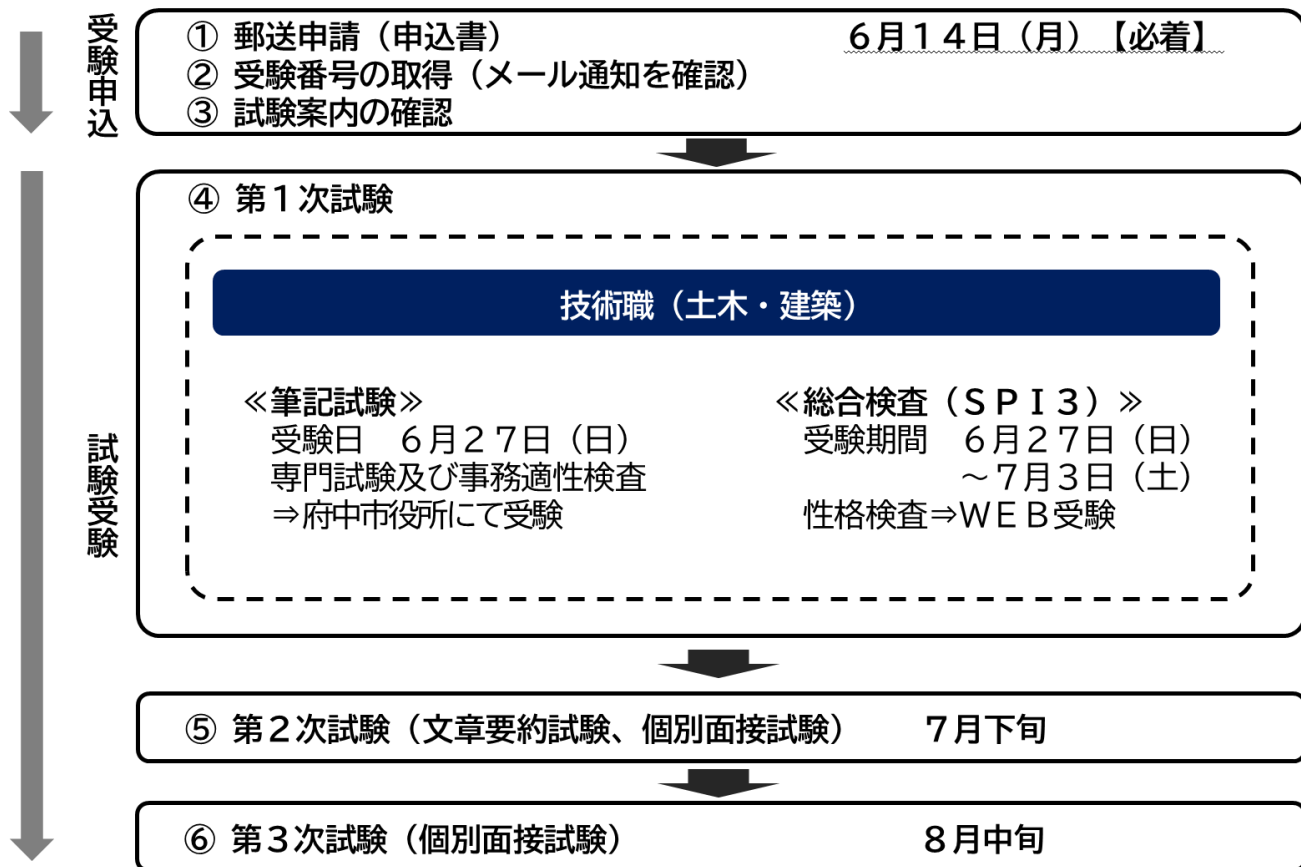 受験申込
① 郵送申請（申込書） ６月１４日（月）【必着】
② 受験番号の取得（メール通知を確認）
③ 試験案内の確認
試験受験
④ 第１次試験
技術職（土木・建築）
≪筆記試験≫
受験日　６月２７日（日）
専門試験及び事務適性検査
⇒府中市役所にて受験
≪総合検査（ＳＰＩ３）≫
受験期間　６月２７日（日）
～７月３日（土）
性格検査⇒ＷＥＢ受験
⑤ 第２次試験（文章要約試験、個別面接試験） ７月下旬
⑥ 第３次試験（個別面接試験） ８月中旬